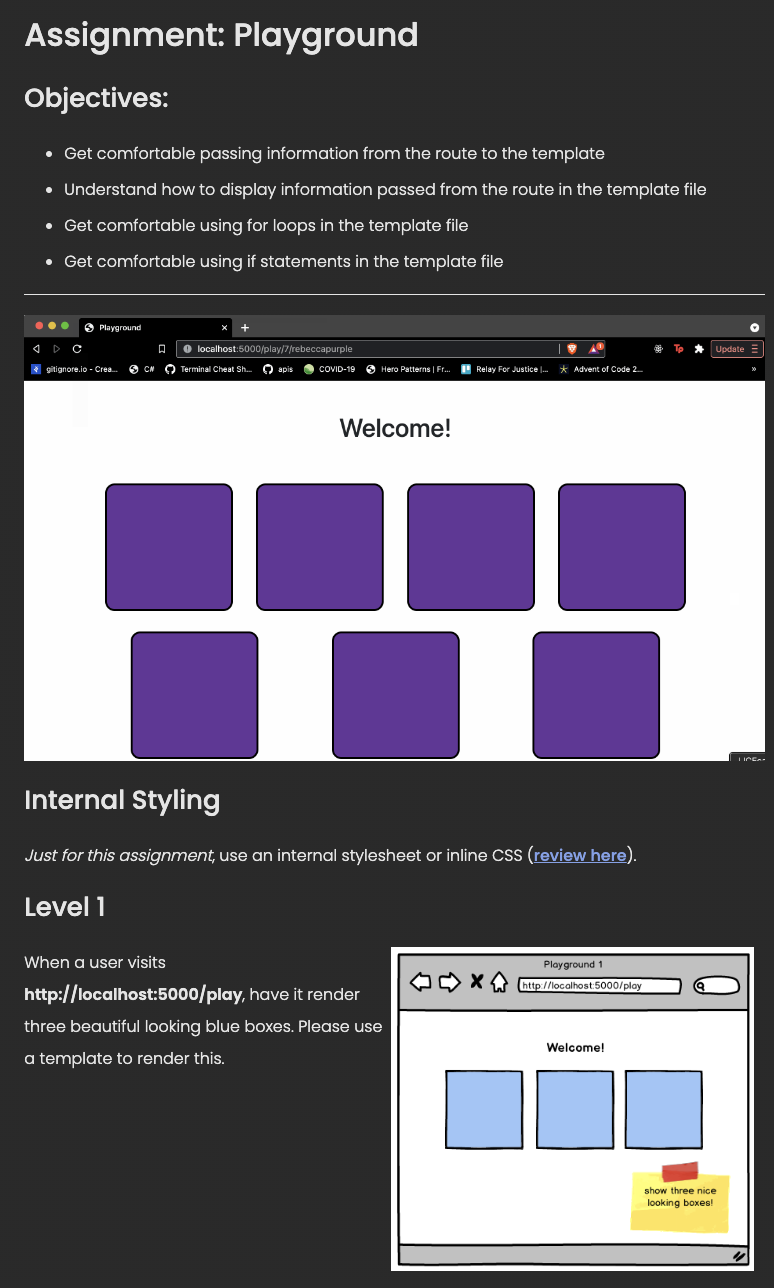 Assignment: Playground
Objectives:
Get comfortable passing information from the route to the template
Understand how to display information passed from the route in the template file
Get comfortable using for loops in the template file
Get comfortable using if statements in the template file
Playground
localhost:5000/play/7/rebeccapurple
1
Tp
Update
gitignore.io - Crea...
C#
Terminal Cheat Sh...
apis
COVID-19
Hero Patterns | Fr...
Relay For Justice |...
Advent of Code 2...
»
Welcome!
Internal Styling
Just for this assignment, use an internal stylesheet or inline CSS (review here).
Level 1
When a user visits
http://localhost:5000/play, have it render
three beautiful looking blue boxes. Please use
a template to render this.
Playground 1
http://localhost:5000/play
Welcome!
show three nice
looking boxes!